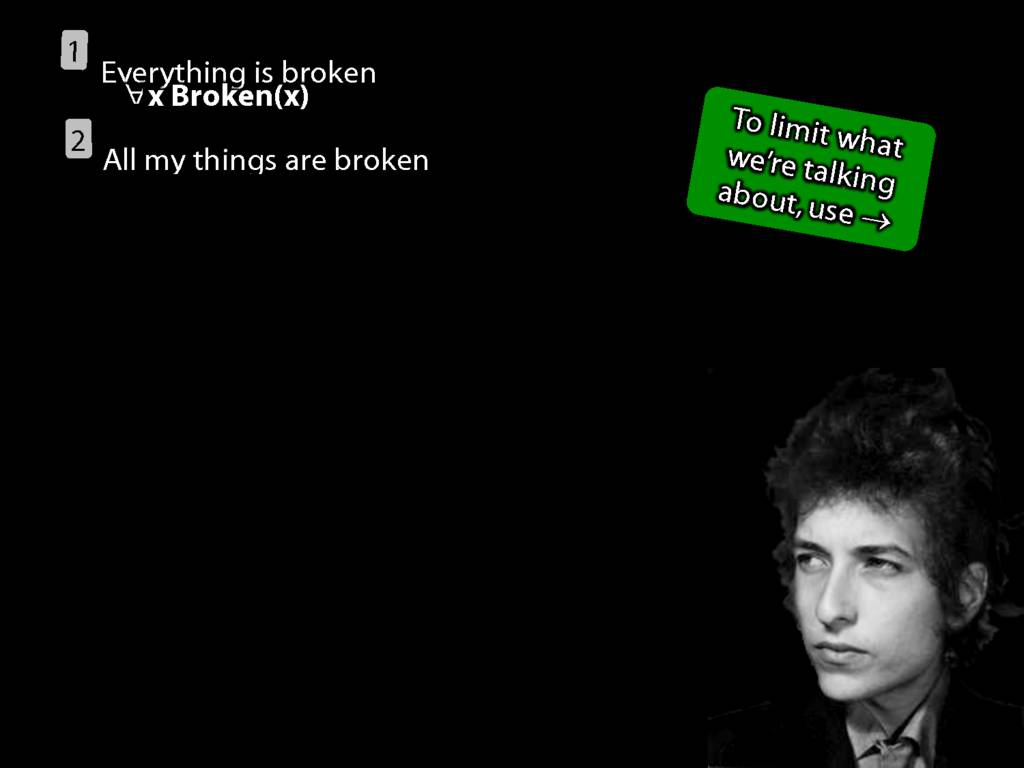 1
Everything is broken
∀x Broken(x)
2
All my things are broken
To limit what
we're talking
about, use →